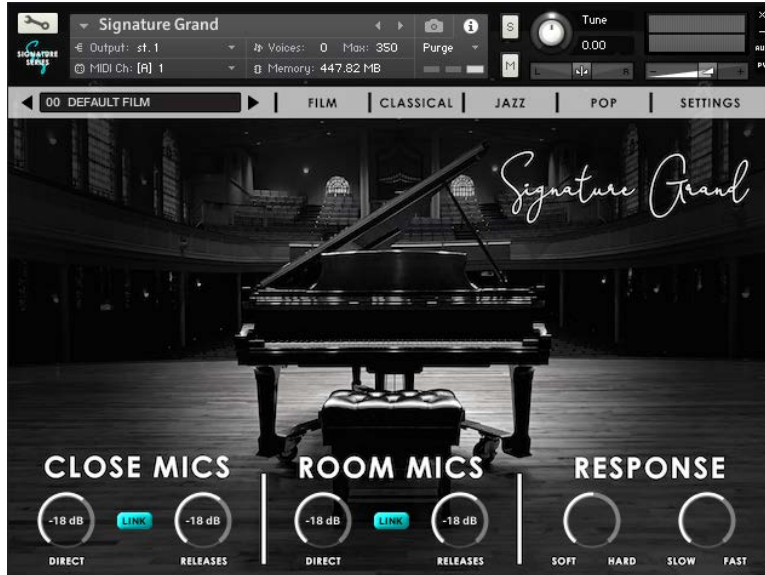 Signature Grand
Output: st. 1
Voices: 0 Max: 350
Purge
MIDI Ch: [A] 1
Memory: 447.82 MB
SIGNATURE
SERIES
S
M
Tune
0.00
L
R
00 DEFAULT FILM
FILM
CLASSICAL
JAZZ
POP
SETTINGS
Signature Grand
CLOSE MICS
-18 dB
LINK
-18 dB
DIRECT
RELEASES
ROOM MICS
-18 dB
LINK
-18 dB
DIRECT
RELEASES
RESPONSE
SOFT
HARD
SLOW
FAST